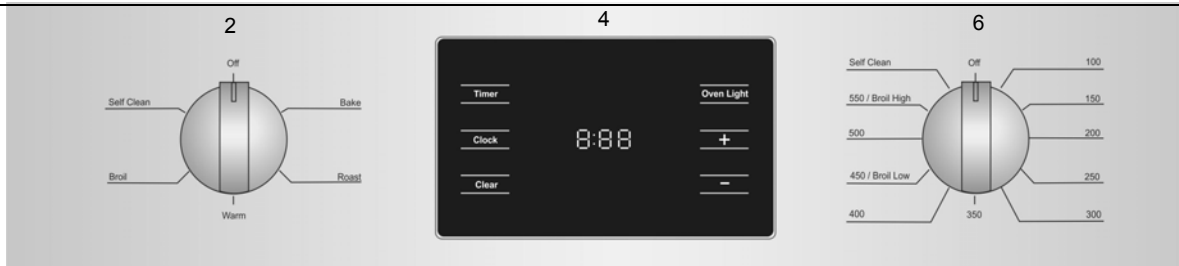 2
4
6
Off
Self Clean
Bake
Broil
Roast
Warm
Timer
Oven Light
Clock
8:88
+
Clear
−
Off
Self Clean
100
550 / Broil High
150
500
200
450 / Broil Low
250
400
350
300